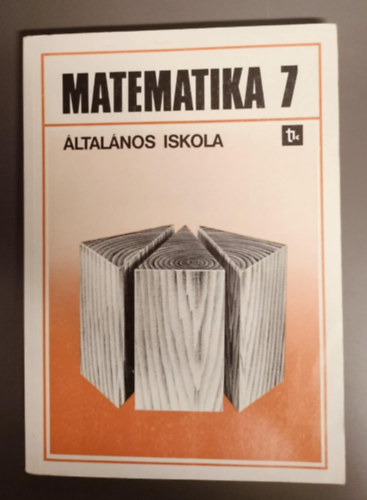 MATEMATIKA 7
ÁLTALÁNOS ISKOLA
tk